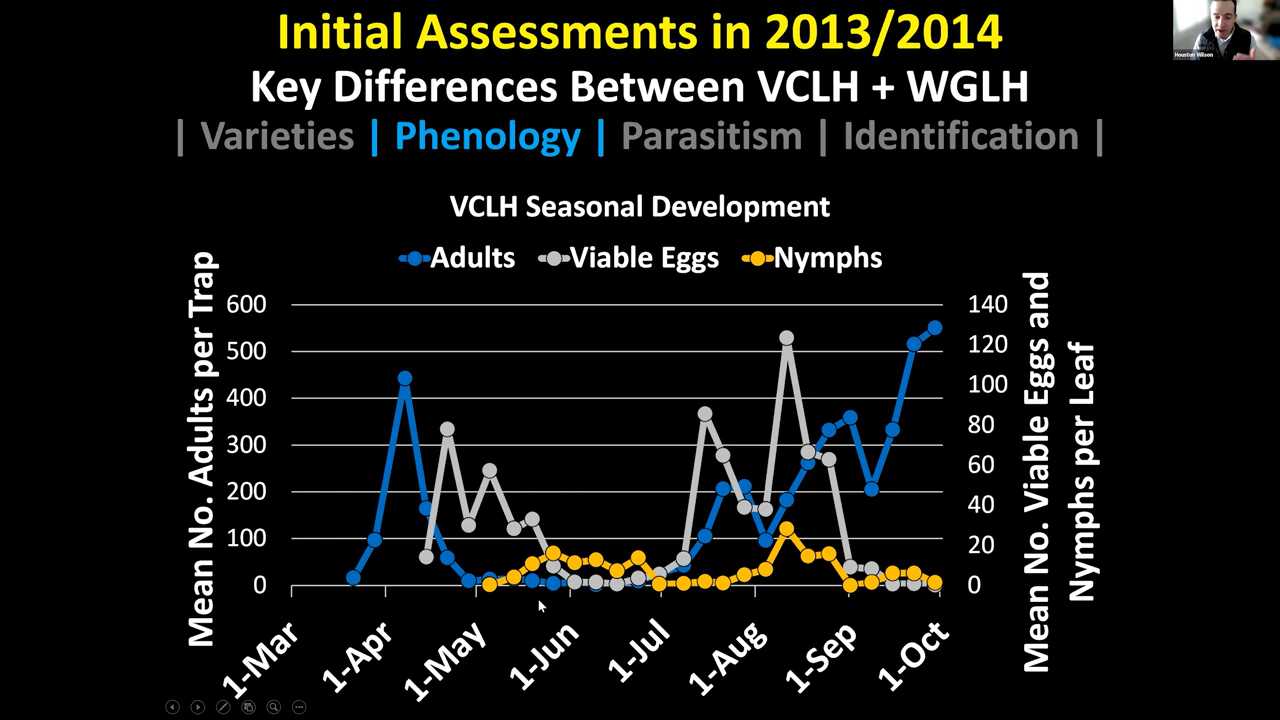 Initial Assessments in 2013/2014
Houston Wilson
Key Differences Between VCLH + WGLH
| Varieties | Phenology | Parasitism | Identification |
VCLH Seasonal Development
Adults Viable Eggs Nymphs
Mean No. Adults per Trap
600
500
400
300
200
100
0
140
120
100
80
60
40
20
0
Mean No. Viable Eggs and
Nymphs per Leaf
1-Mar 1-Apr 1-May 1-Jun 1-Jul 1-Aug 1-Sep 1-Oct